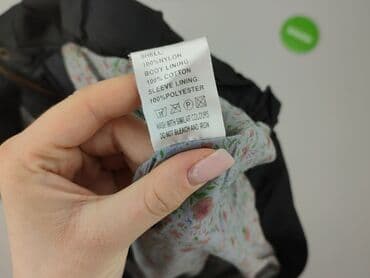 SHELL:
100%NYLON
BODY LINING:
100% COTTON
SLEEVE LINING:
100%POLYESTER
WASH WITH SIMILAR COLOURS
DO NOT BLEACH AND IRON